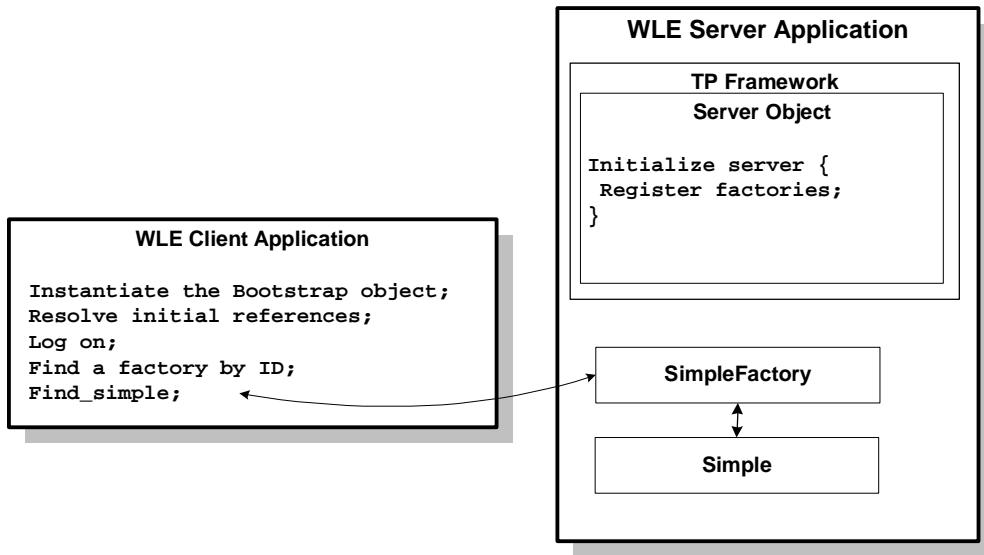 WLE Server Application
TP Framework
Server Object
Initialize server {
Register factories;
}
WLE Client Application
Instantiate the Bootstrap object;
Resolve initial references;
Log on;
Find a factory by ID;
Find_simple;
SimpleFactory
Simple